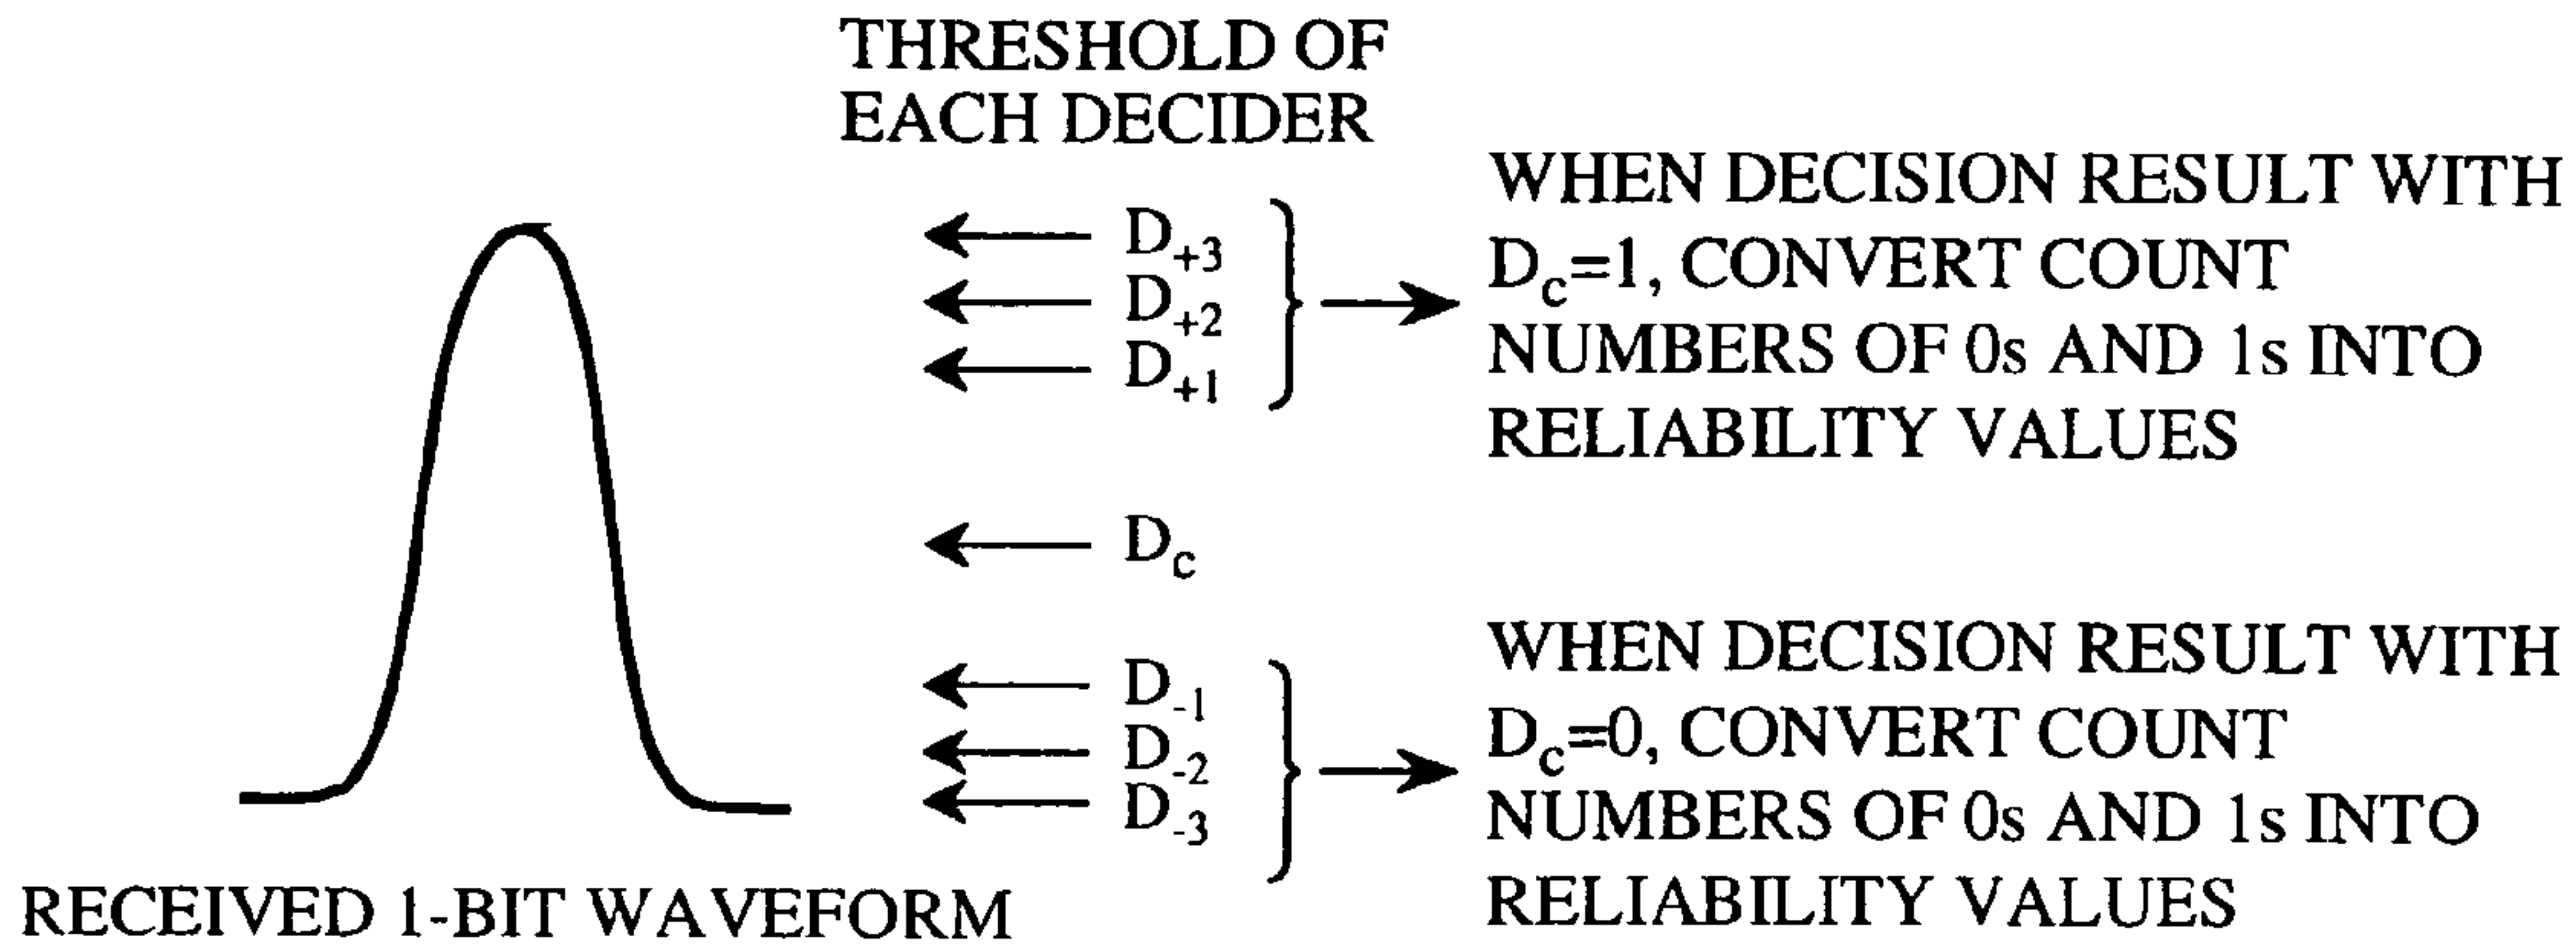 THRESHOLD OF
EACH DECIDER
D+3
D+2
D+1
WHEN DECISION RESULT WITH
Dc=1, CONVERT COUNT
NUMBERS OF 0s AND 1s INTO
RELIABILITY VALUES
Dc
D-1
D-2
D-3
WHEN DECISION RESULT WITH
Dc=0, CONVERT COUNT
NUMBERS OF 0s AND 1s INTO
RELIABILITY VALUES
RECEIVED 1-BIT WAVEFORM